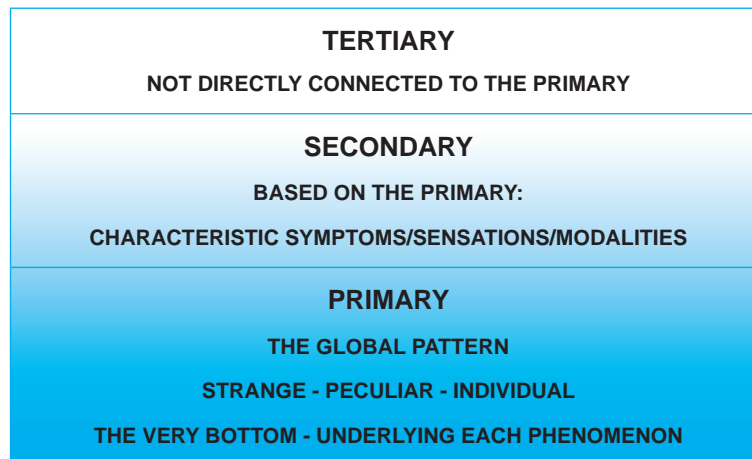 TERTIARY
NOT DIRECTLY CONNECTED TO THE PRIMARY
SECONDARY
BASED ON THE PRIMARY:
CHARACTERISTIC SYMPTOMS/SENSATIONS/MODALITIES
PRIMARY
THE GLOBAL PATTERN
STRANGE - PECULIAR - INDIVIDUAL
THE VERY BOTTOM - UNDERLYING EACH PHENOMENON